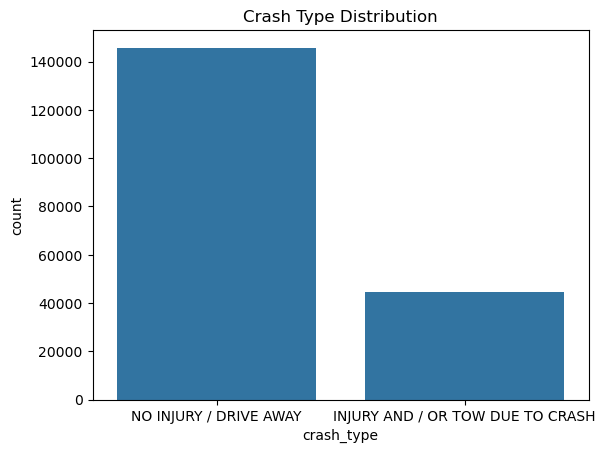 Crash Type Distribution
140000
120000
100000
80000
60000
40000
20000
0
count
NO INJURY / DRIVE AWAY
INJURY AND / OR TOW DUE TO CRASH
crash_type